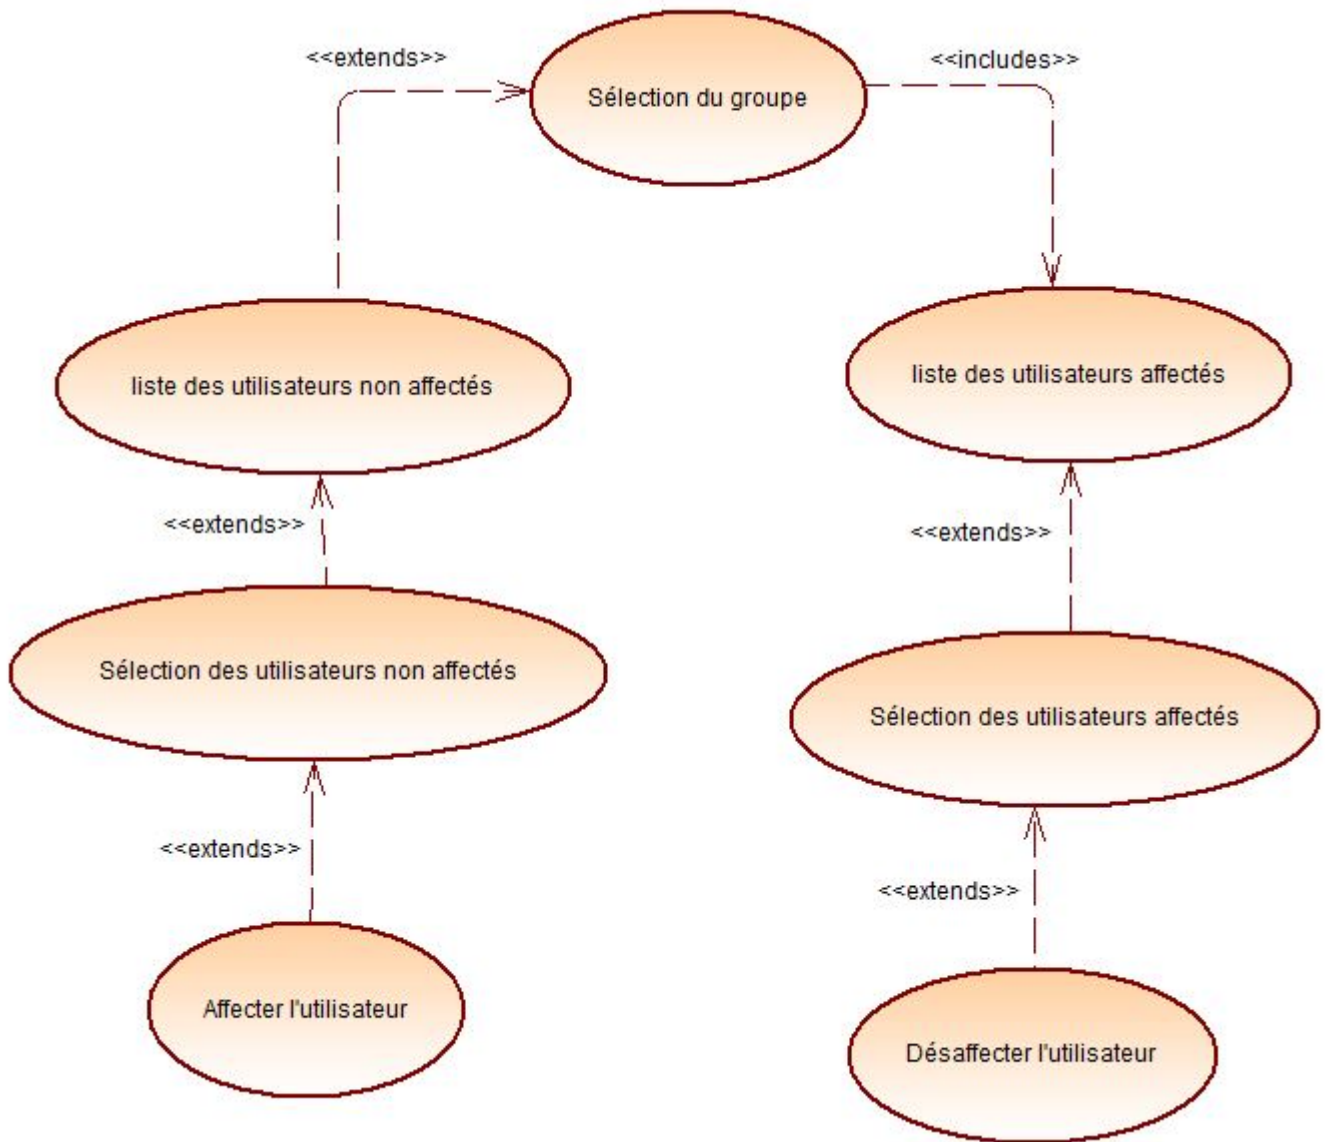 <<extends>>
<<includes>>
Sélection du groupe
liste des utilisateurs non affectés
liste des utilisateurs affectés
<<extends>>
<<extends>>
Sélection des utilisateurs non affectés
Sélection des utilisateurs affectés
<<extends>>
<<extends>>
Affecter l'utilisateur
Désaffecter l'utilisateur